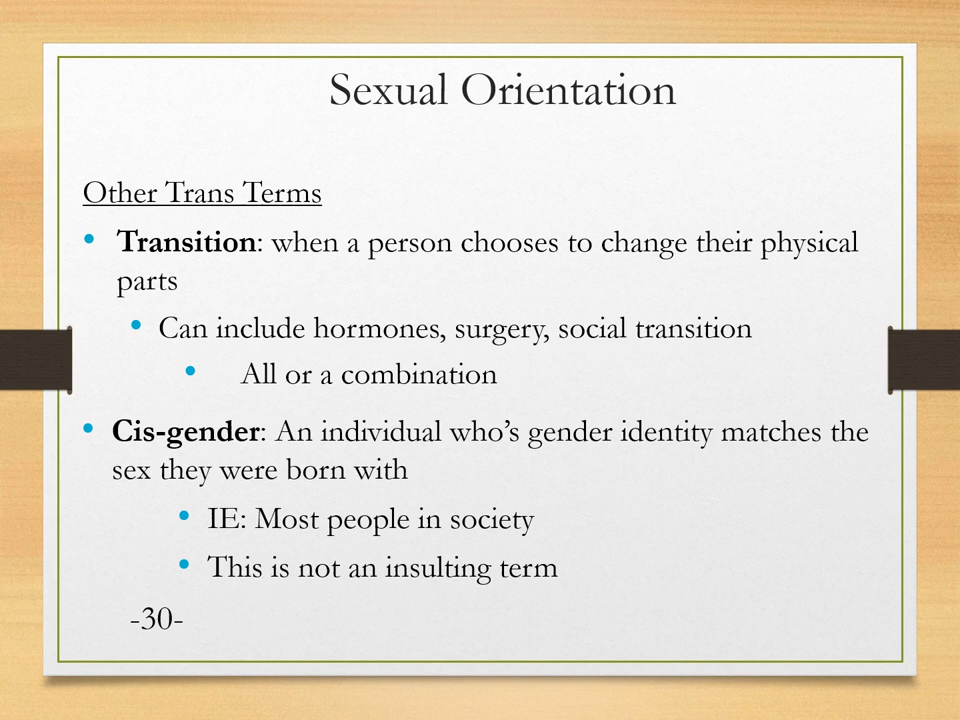 Sexual Orientation
Other Trans Terms
• Transition: when a person chooses to change their physical
parts
• Can include hormones, surgery, social transition
• All or a combination
• Cis-gender: An individual who’s gender identity matches the
sex they were born with
• IE: Most people in society
• This is not an insulting term
-30-